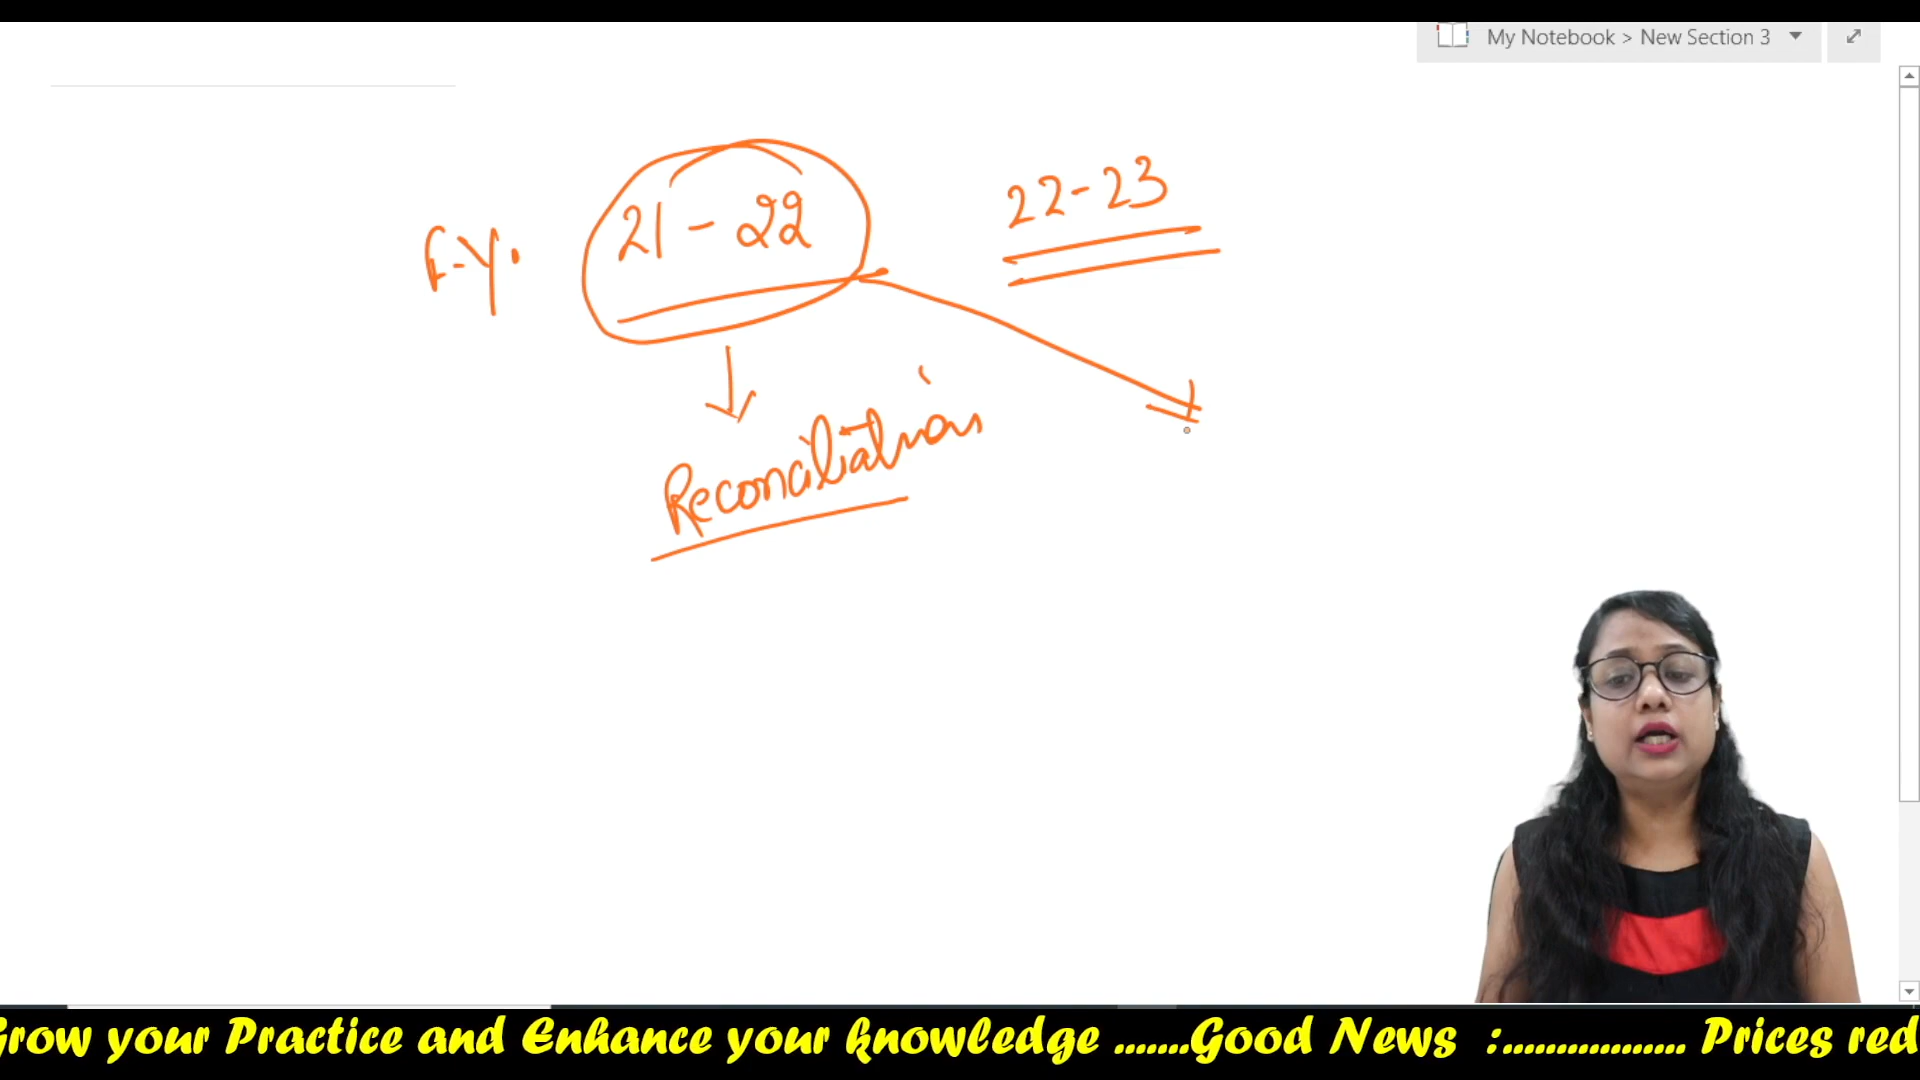 My Notebook > New Section 3
F.Y. 21-22 22-23
Reconciliation
Grow your Practice and Enhance your knowledge .......Good News :................. Prices red